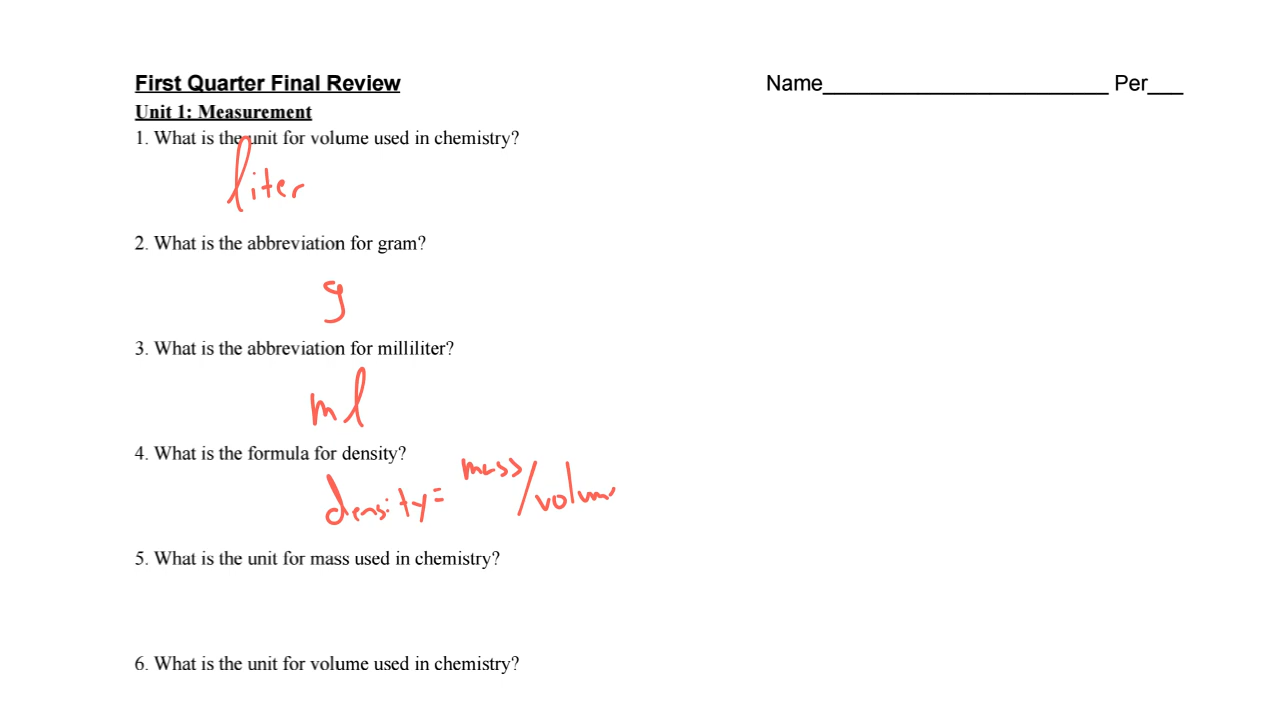 First Quarter Final Review Name__________________________ Per___
Unit 1: Measurement
1. What is the unit for volume used in chemistry?
liter
2. What is the abbreviation for gram?
g
3. What is the abbreviation for milliliter?
ml
4. What is the formula for density?
density = mass/volum
5. What is the unit for mass used in chemistry?
6. What is the unit for volume used in chemistry?